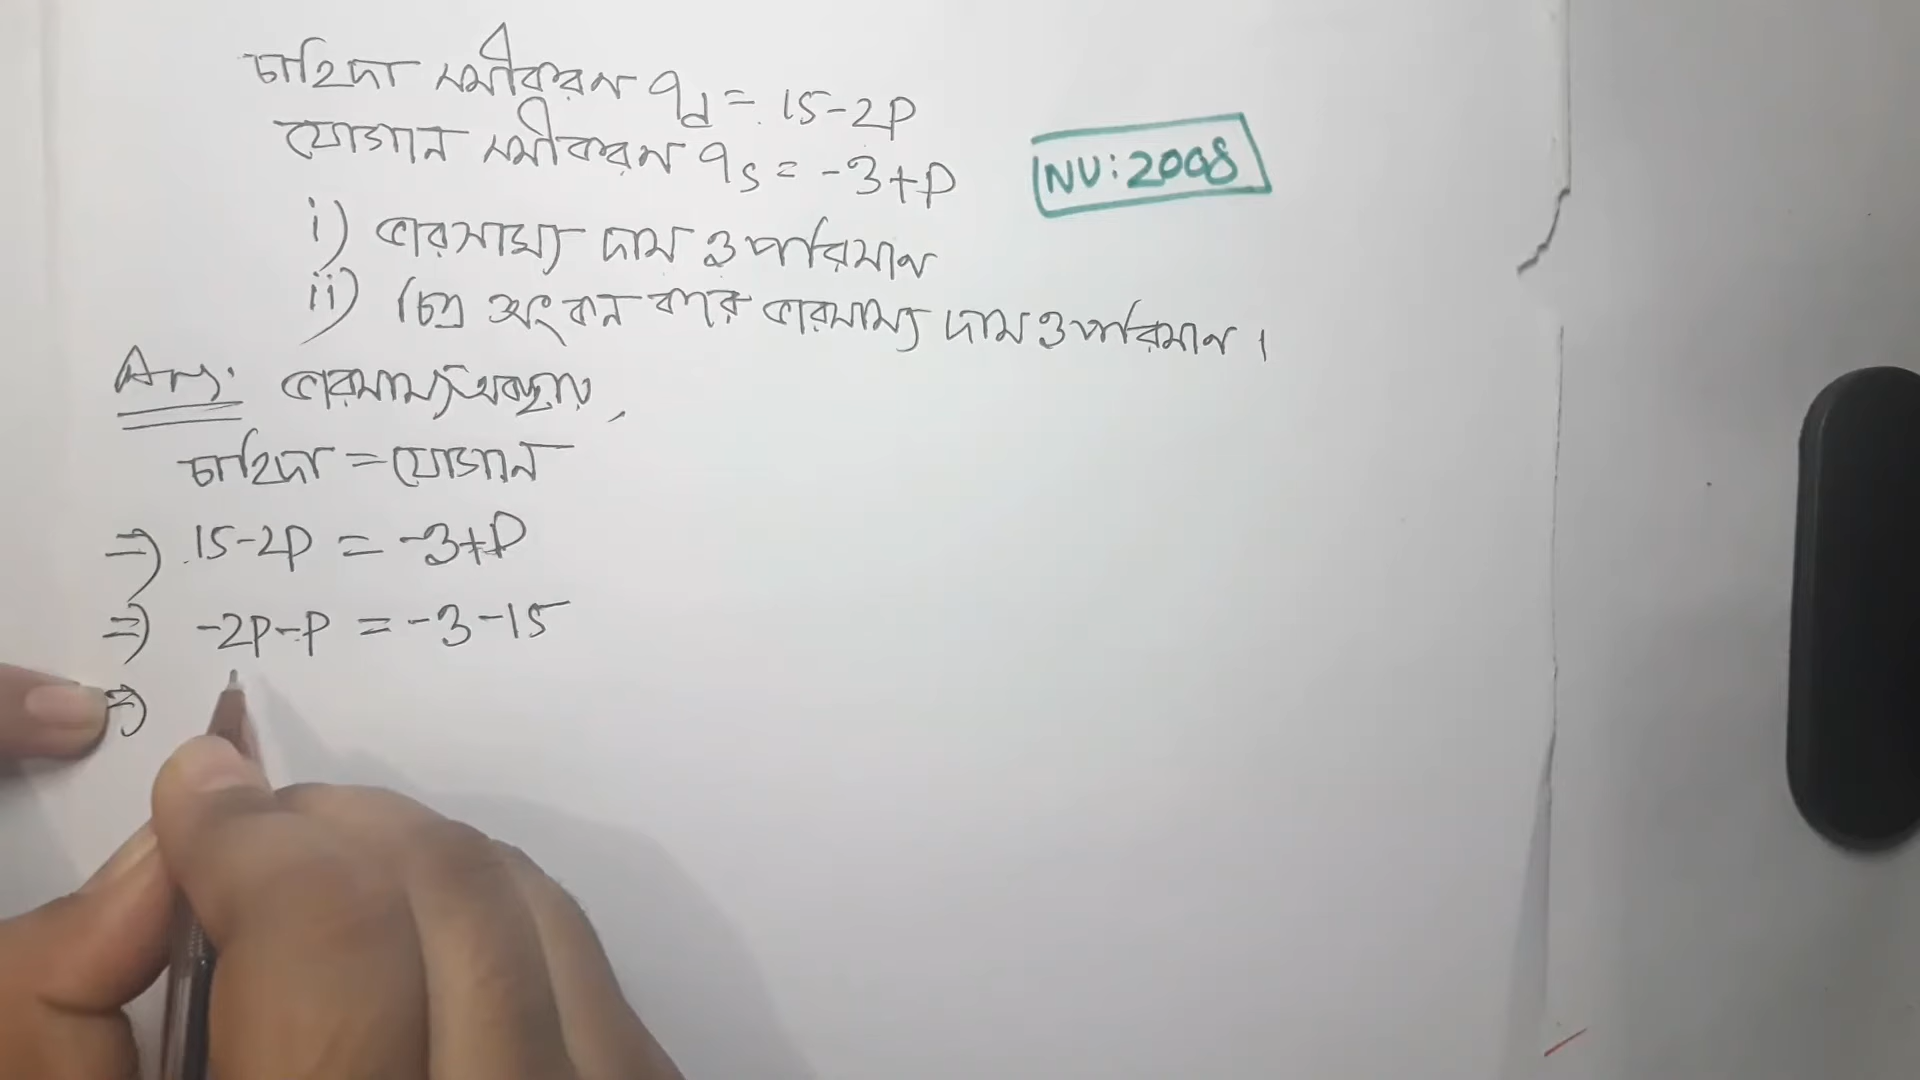 চাহিদা সমীকরণ qd = 15-2P
যোগান সমীকরণ qs = -3+P
NU: 2008
i) ভারসাম্য দাম ও পরিমান
ii) চিত্র অংকন করে ভারসাম্য দাম ও পরিমান ।
Ans. ভারসাম্য অবস্থায়,
চাহিদা = যোগান
⇒ 15-2P = -3+P
⇒ -2P-P = -3-15
⇒